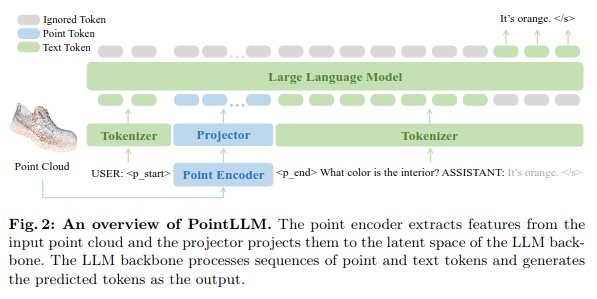 Ignored Token
Point Token
Text Token
It's orange. </s>
Large Language Model
Tokenizer
Projector
Tokenizer
Point Cloud
USER: <p_start>
Point Encoder
<p_end> What color is the interior? ASSISTANT: It's orange. </s>
Fig. 2: An overview of PointLLM. The point encoder extracts features from the
input point cloud and the projector projects them to the latent space of the LLM back-
bone. The LLM backbone processes sequences of point and text tokens and generates
the predicted tokens as the output.